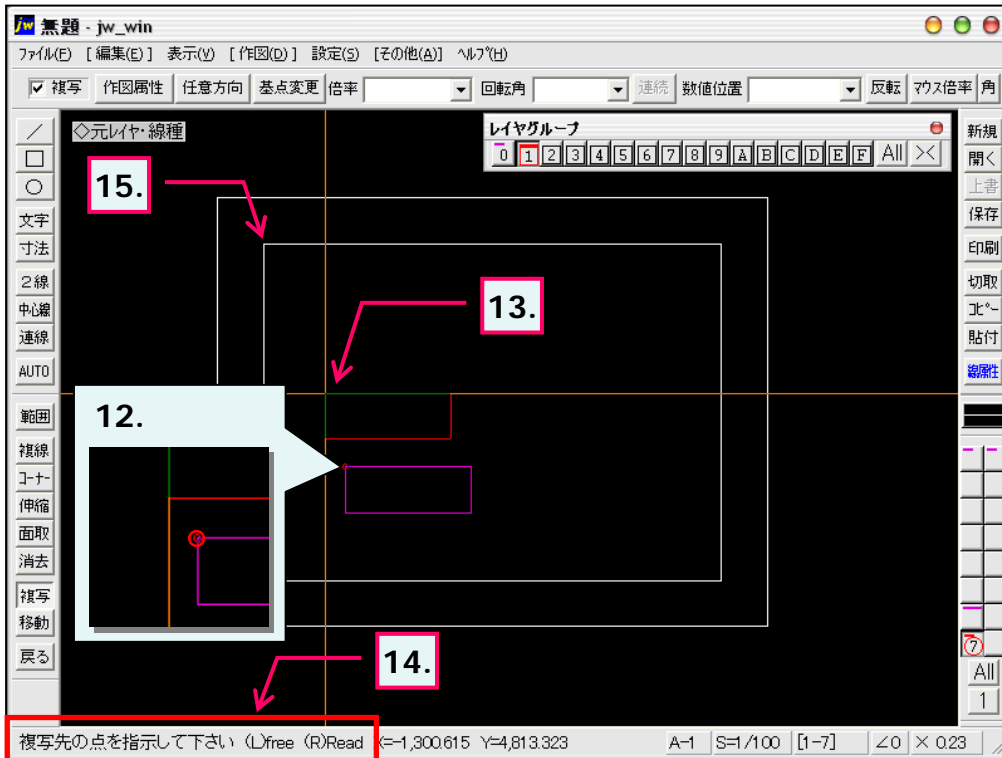 jw 無題 - jw_win
ﾌｧｲﾙ(F) [編集(E)] 表示(V) [作図(D)] 設定(S) [その他(A)] ﾍﾙﾌﾟ(H)
複写 作図属性 任意方向 基点変更 倍率 回転角 連続 数値位置 反転 ﾏｳｽ倍率 角
◇元ﾚｲﾔ･線種
レイヤグループ
0 1 2 3 4 5 6 7 8 9 A B C D E F All ><
／
□
○
文字
寸法
２線
中心線
連線
AUTO
範囲
複線
ｺｰﾅｰ
伸縮
面取
消去
複写
移動
戻る
15.
13.
12.
14.
新規
開く
上書
保存
印刷
切取
ｺﾋﾟｰ
貼付
線属性
7
All
1
複写先の点を指示して下さい (L)free (R)Read X=-1,300.615 Y=4,813.323 A-1 S=1/100 [1-7] ∠0 × 0.23